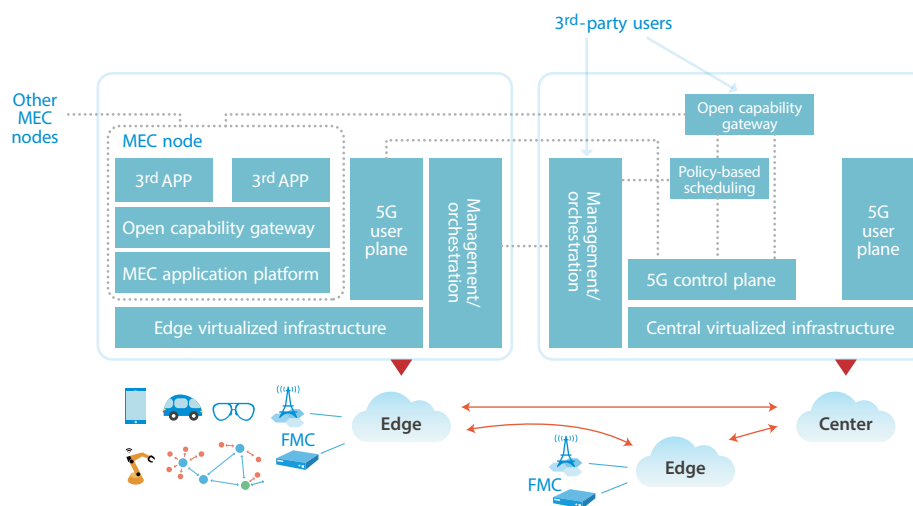 3rd-party users
Other
MEC
nodes
MEC node
3rd APP
3rd APP
Open capability gateway
MEC application platform
5G
user
plane
Management/
orchestration
Edge virtualized infrastructure
Open capability
gateway
Management/
orchestration
Policy-based
scheduling
5G control plane
5G
user
plane
Central virtualized infrastructure
FMC
Edge
FMC
Edge
Center